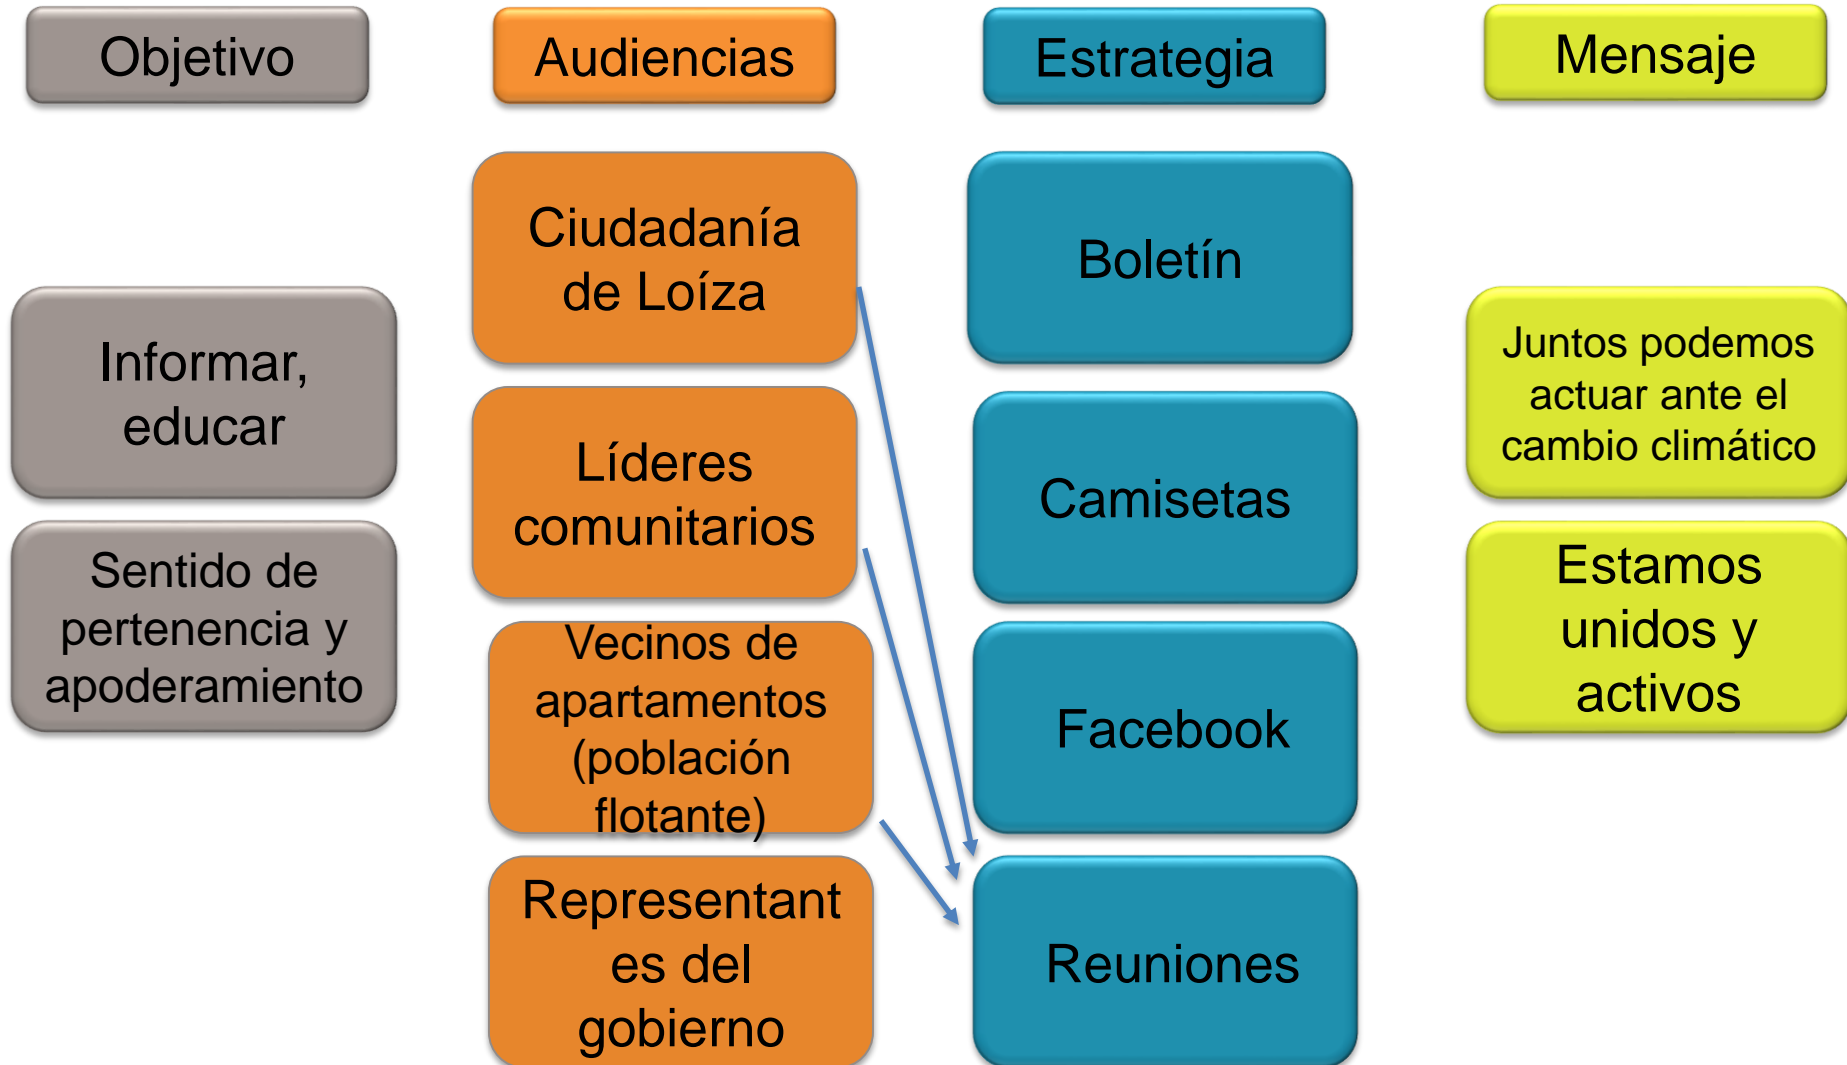 Objetivo
Audiencias
Estrategia
Mensaje
Informar,
educar
Sentido de
pertenencia y
apoderamiento
Ciudadanía
de Loíza
Líderes
comunitarios
Vecinos de
apartamentos
(población
flotante)
Representant
es del
gobierno
Boletín
Camisetas
Facebook
Reuniones
Juntos podemos
actuar ante el
cambio climático
Estamos
unidos y
activos